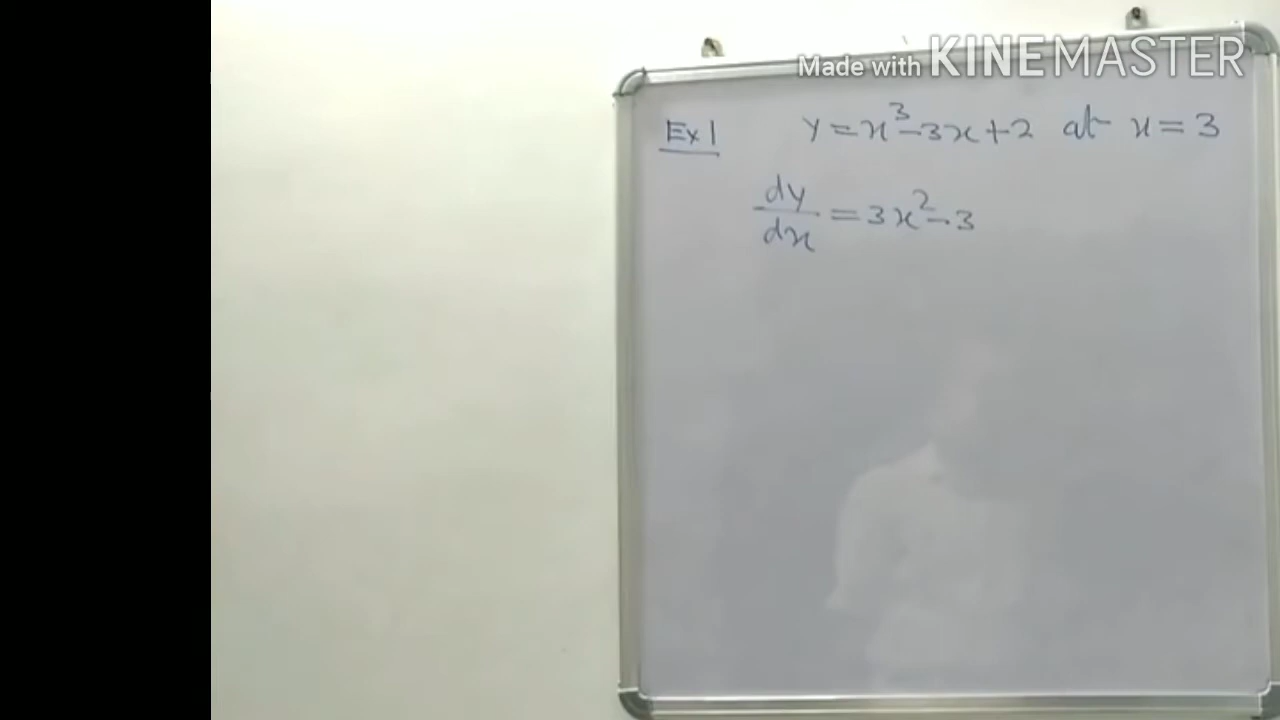 Made with KINEMASTER
Ex 1 y = x³ - 3x + 2 at x = 3
dy/dx = 3x² - 3